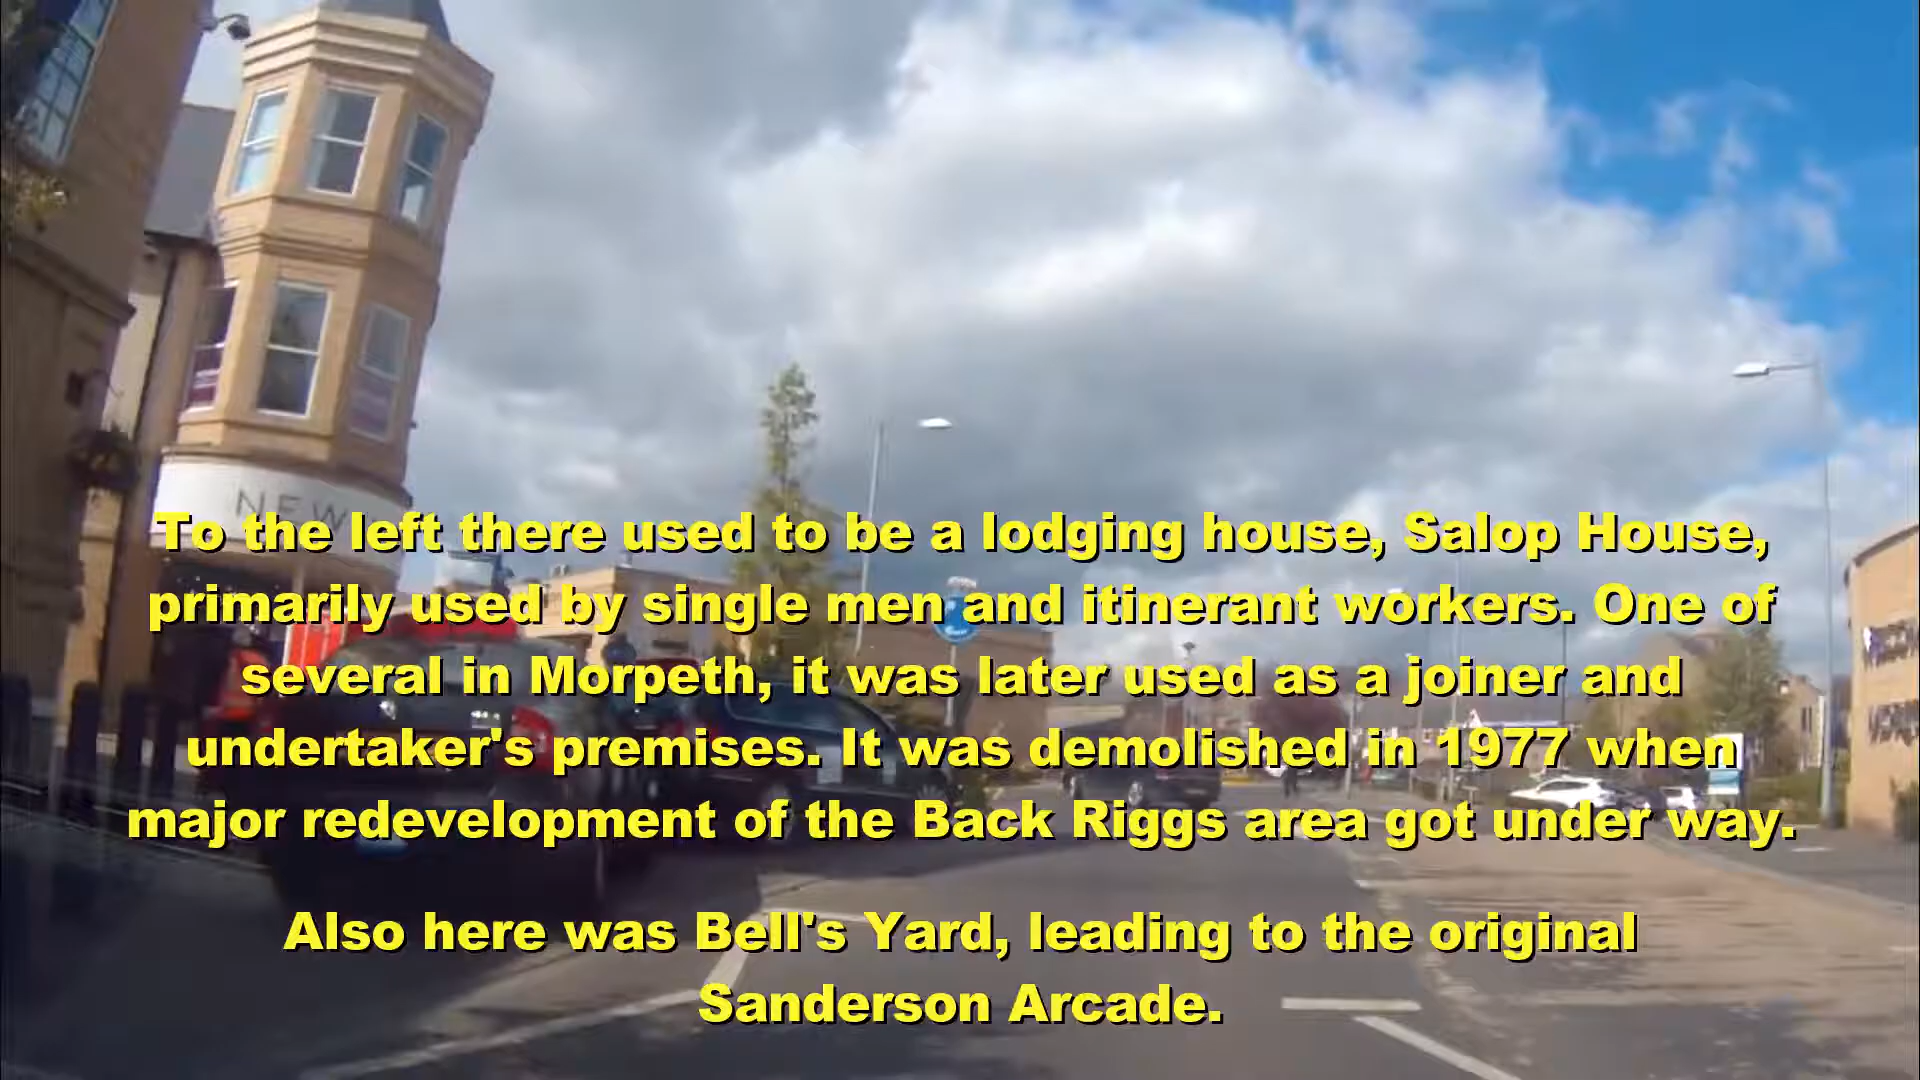 NEW
To the left there used to be a lodging house, Salop House,
primarily used by single men and itinerant workers. One of
several in Morpeth, it was later used as a joiner and
undertaker's premises. It was demolished in 1977 when
major redevelopment of the Back Riggs area got under way.
Also here was Bell's Yard, leading to the original
Sanderson Arcade.